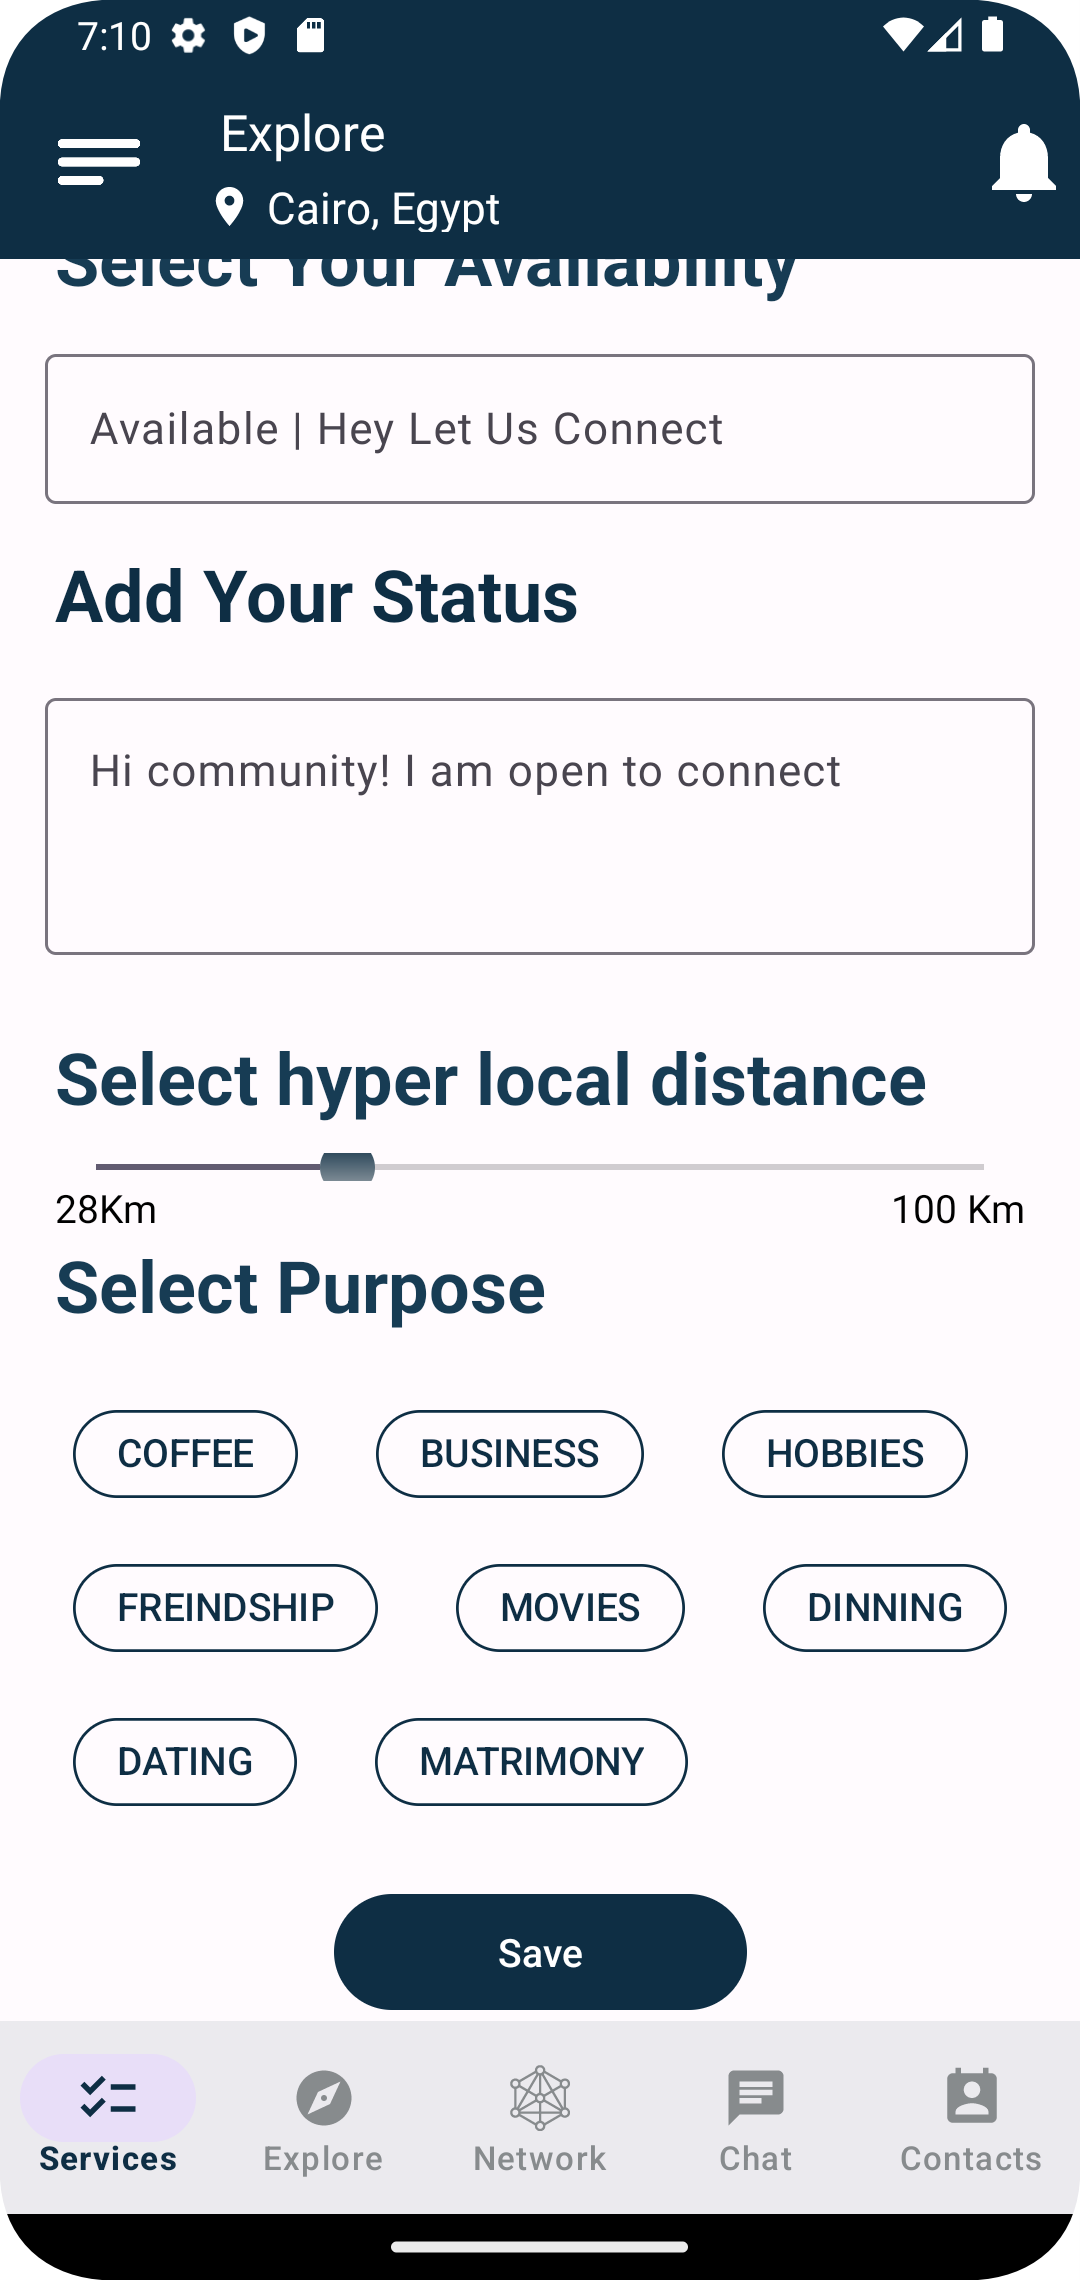 7:10
Explore
Cairo, Egypt
Select Your Availability
Available | Hey Let Us Connect
Add Your Status
Hi community! I am open to connect
Select hyper local distance
28Km 100 Km
Select Purpose
COFFEE BUSINESS HOBBIES
FREINDSHIP MOVIES DINNING
DATING MATRIMONY
Save
Services Explore Network Chat Contacts